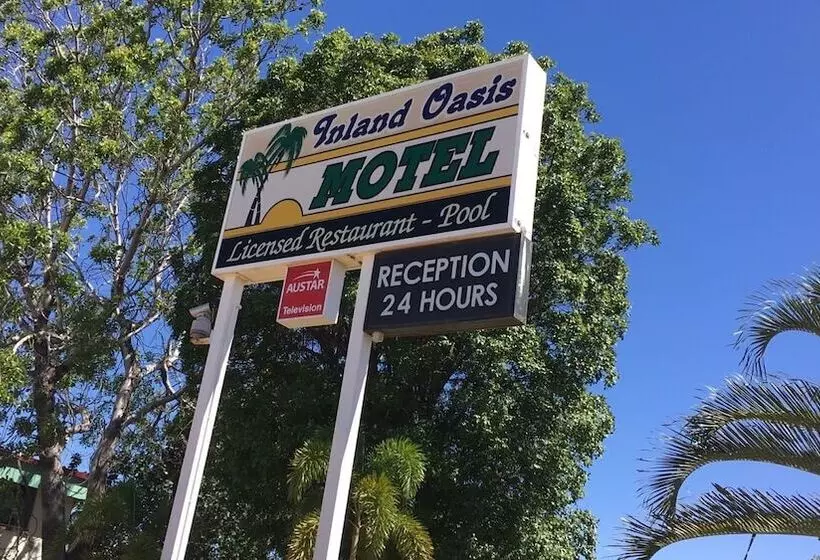 Inland Oasis
MOTEL
Licensed Restaurant - Pool
AUSTAR
Television
RECEPTION
24 HOURS